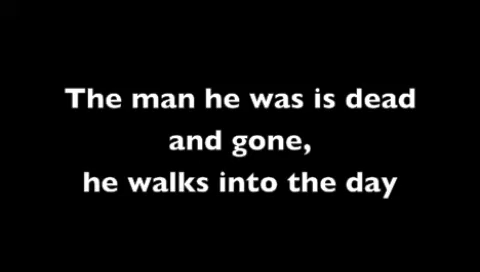 The man he was is dead
and gone,
he walks into the day